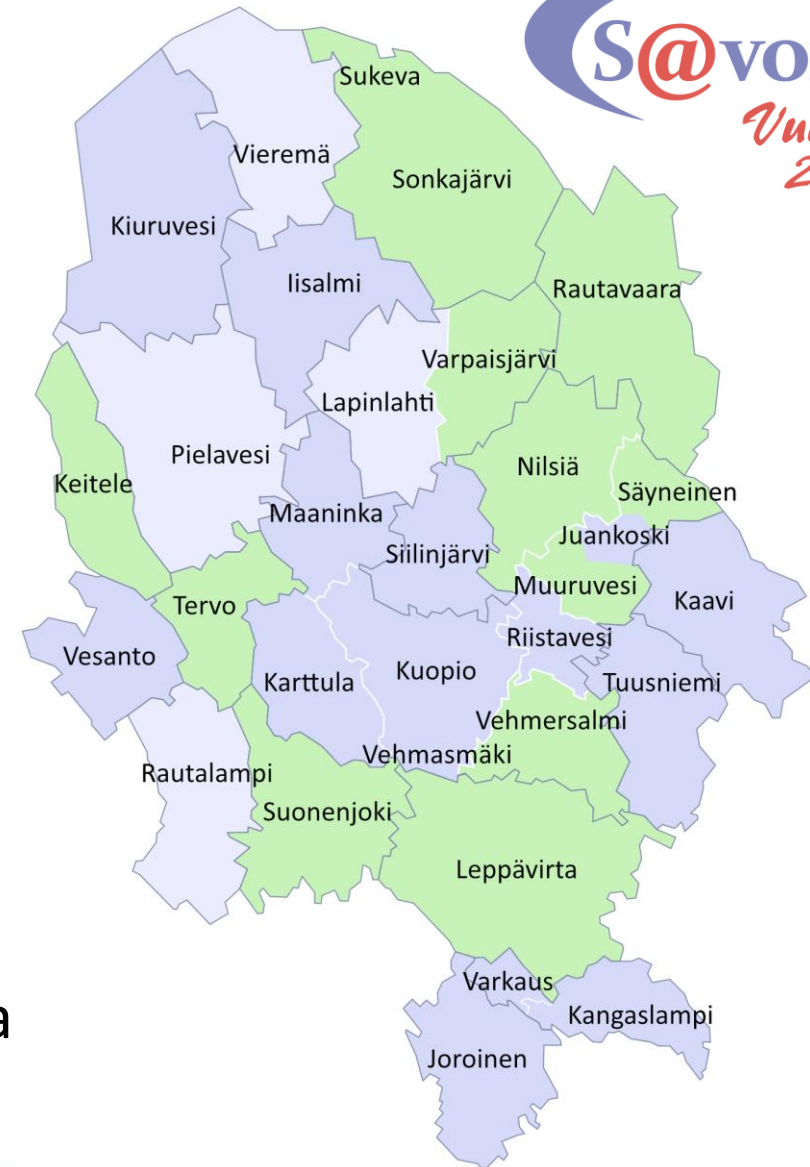 S@vo
Sukeva
Vieremä
Sonkajärvi
Kiuruvesi
Iisalmi
Rautavaara
Varpaisjärvi
Lapinlahti
Pielavesi
Nilsiä
Keitele
Säyneinen
Maaninka
Juankoski
Siilinjärvi
Muuruvesi
Tervo
Kaavi
Riistavesi
Vesanto
Kuopio
Karttula
Tuusniemi
Vehmersalmi
Vehmasmäki
Rautalampi
Suonenjoki
Leppävirta
Varkaus
Kangaslampi
Joroinen